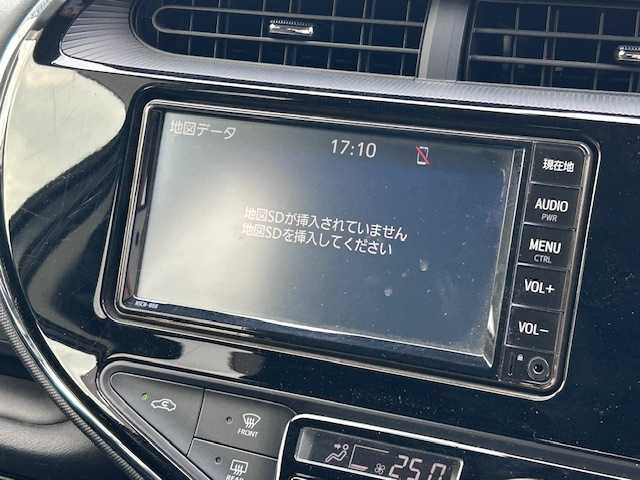 地図データ
17:10
地図SDが挿入されていません
地図SDを挿入してください
現在地
AUDIO
PWR
MENU
CTRL
VOL+
VOL-
FRONT
REAR
25.0